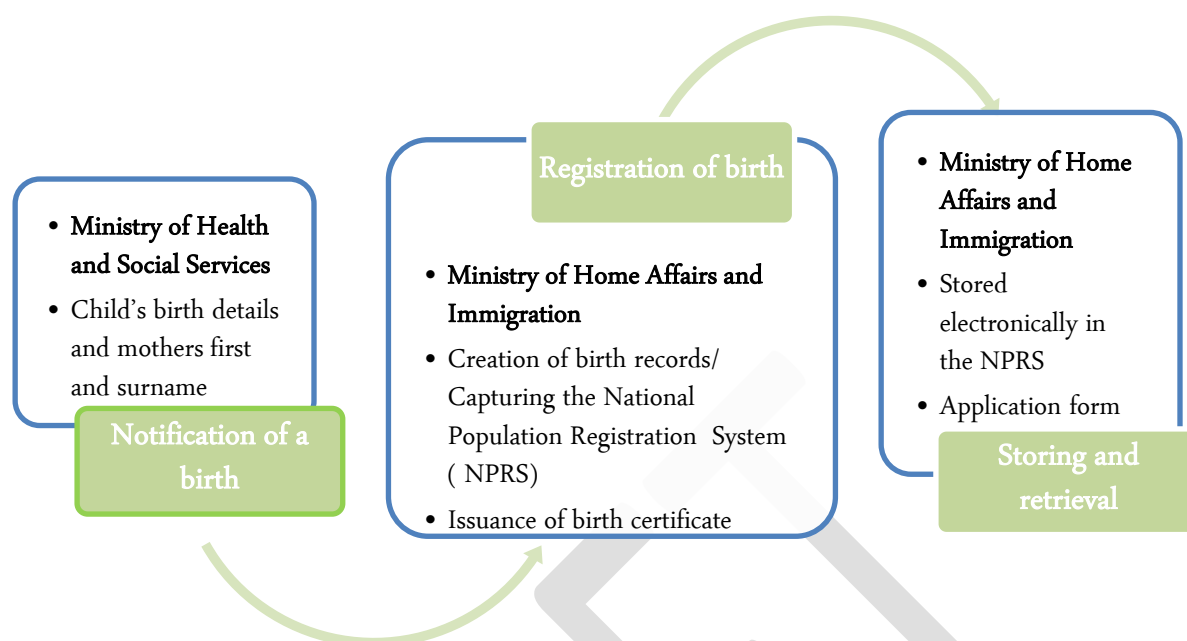 • Ministry of Health
and Social Services
• Child’s birth details
and mothers first
and surname
Notification of a
birth
Registration of birth
• Ministry of Home Affairs and
Immigration
• Creation of birth records/
Capturing the National
Population Registration  System
( NPRS)
• Issuance of birth certificate
• Ministry of Home
Affairs and
Immigration
• Stored
electronically in
the NPRS
• Application form
Storing and
retrieval